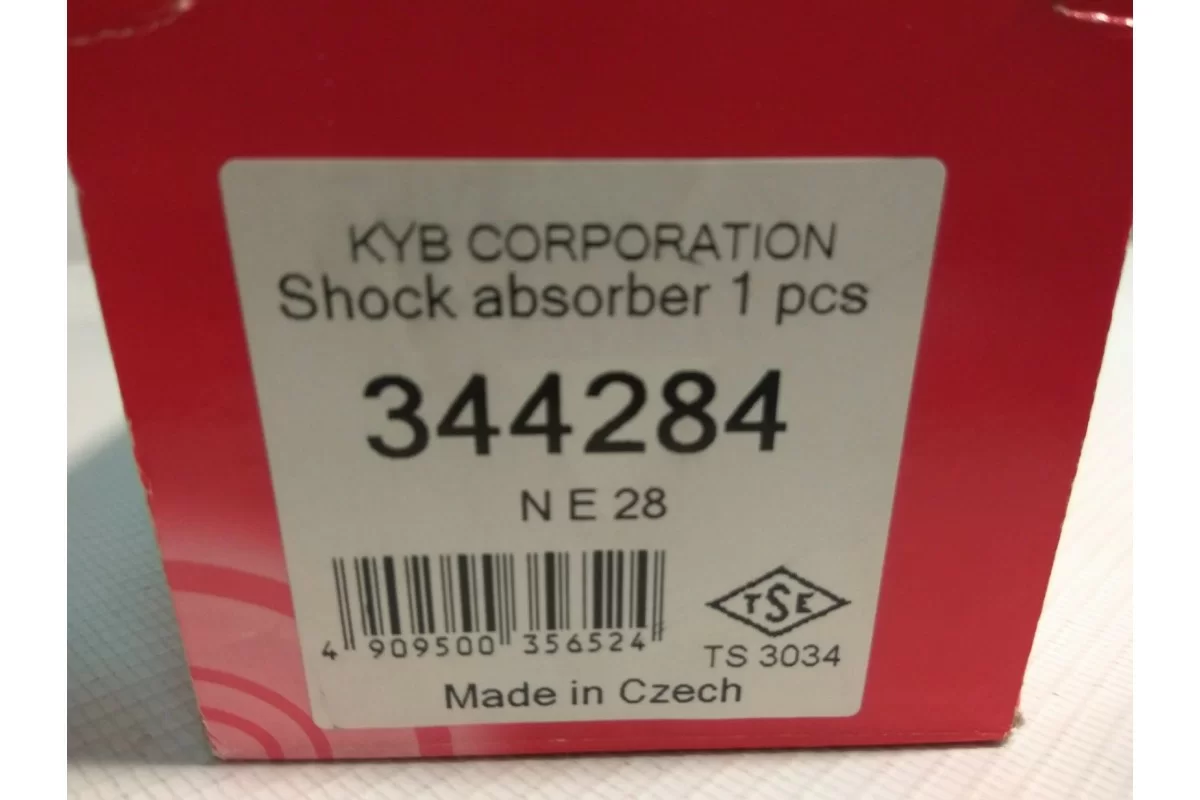 KYB CORPORATION
Shock absorber 1 pcs
344284
N E 28
4 909500 356524
TSE
TS 3034
Made in Czech